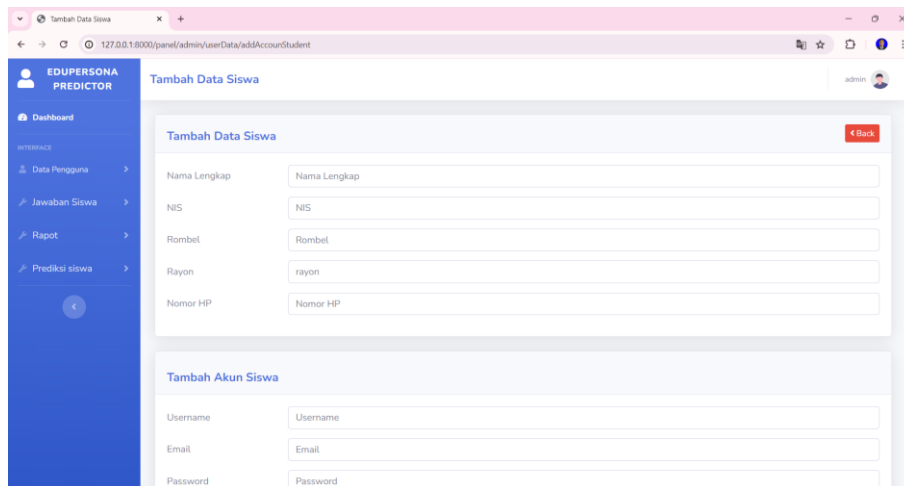 Tambah Data Siswa
127.0.0.1:8000/panel/admin/userData/addAccounStudent
EDUPERSONA
PREDICTOR
Tambah Data Siswa
admin
Dashboard
INTERFACE
Data Pengguna
Jawaban Siswa
Rapot
Prediksi siswa
Tambah Data Siswa
Back
Nama Lengkap Nama Lengkap
NIS NIS
Rombel Rombel
Rayon rayon
Nomor HP Nomor HP
Tambah Akun Siswa
Username Username
Email Email
Password Password